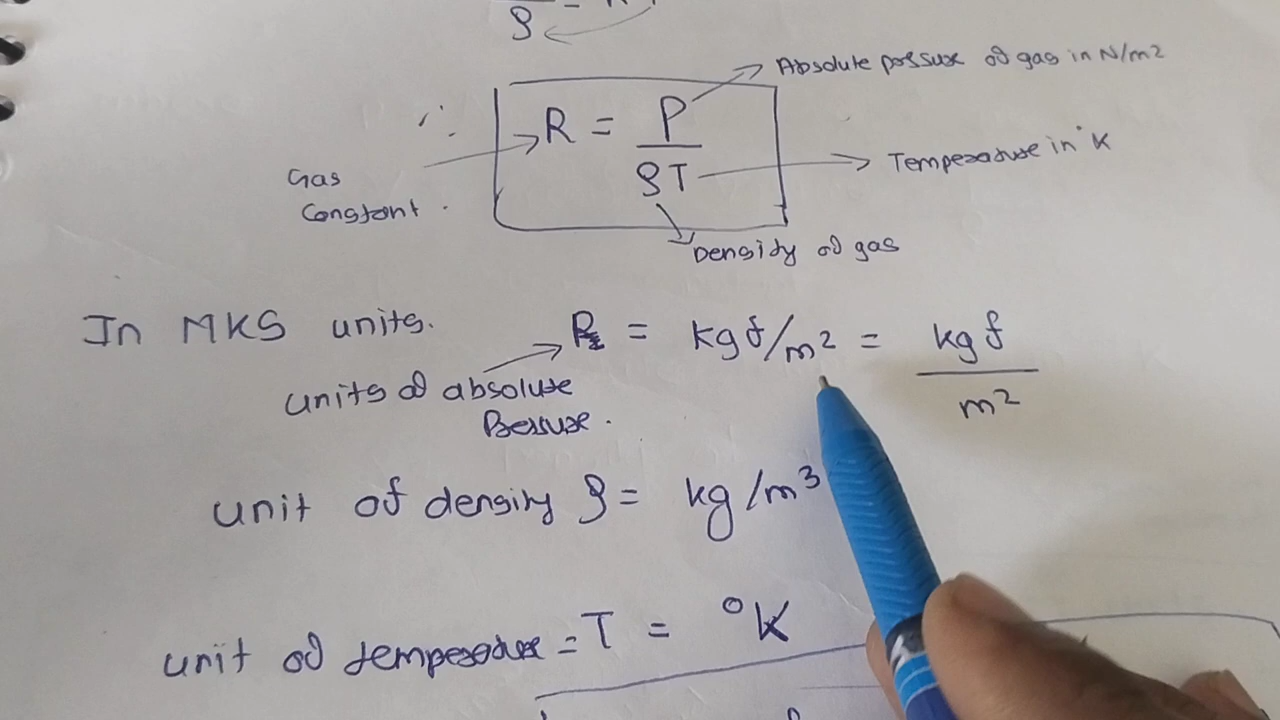 R = P / ρT
Absolute pressure of gas in N/m2
Temperature in °K
Gas
Constant.
Density of gas
In MKS units.
P = kgf/m2 = kgf / m2
units of absolute
Pressure.
unit of density ρ = kg/m3
unit of temperature = T = °K